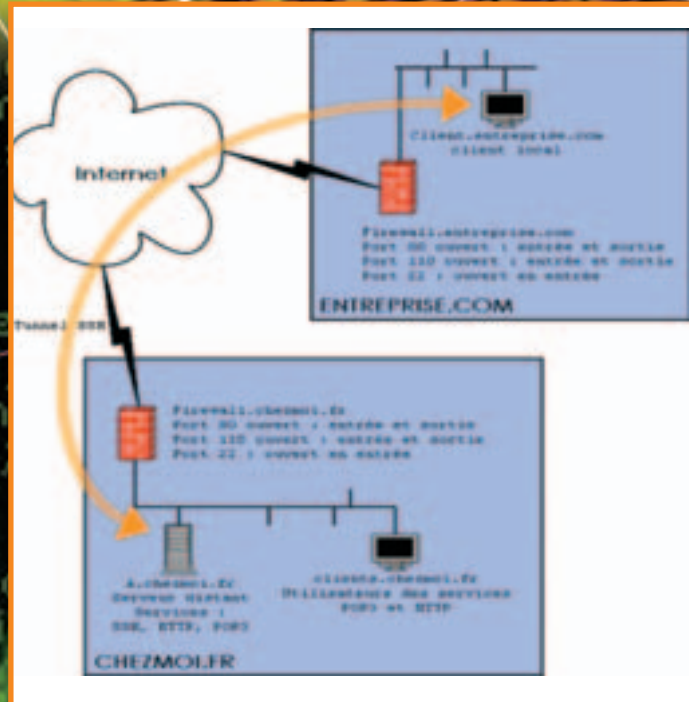 Client.entreprise.com
client local
Internet
Firewall.entreprise.com
Port 80 ouvert : entrée et sortie
Port 110 ouvert : entrée et sortie
Port 22 : ouvert en entrée
ENTREPRISE.COM
Tunnel SSH
Firewall.chezmoi.fr
Port 80 ouvert : entrée et sortie
Port 110 ouvert : entrée et sortie
Port 22 : ouvert en entrée
A.chezmoi.fr
Serveur distant
Services :
SSH, HTTP, POP3
clients.chezmoi.fr
Utilisateurs des services
POP3 et HTTP
CHEZMOI.FR